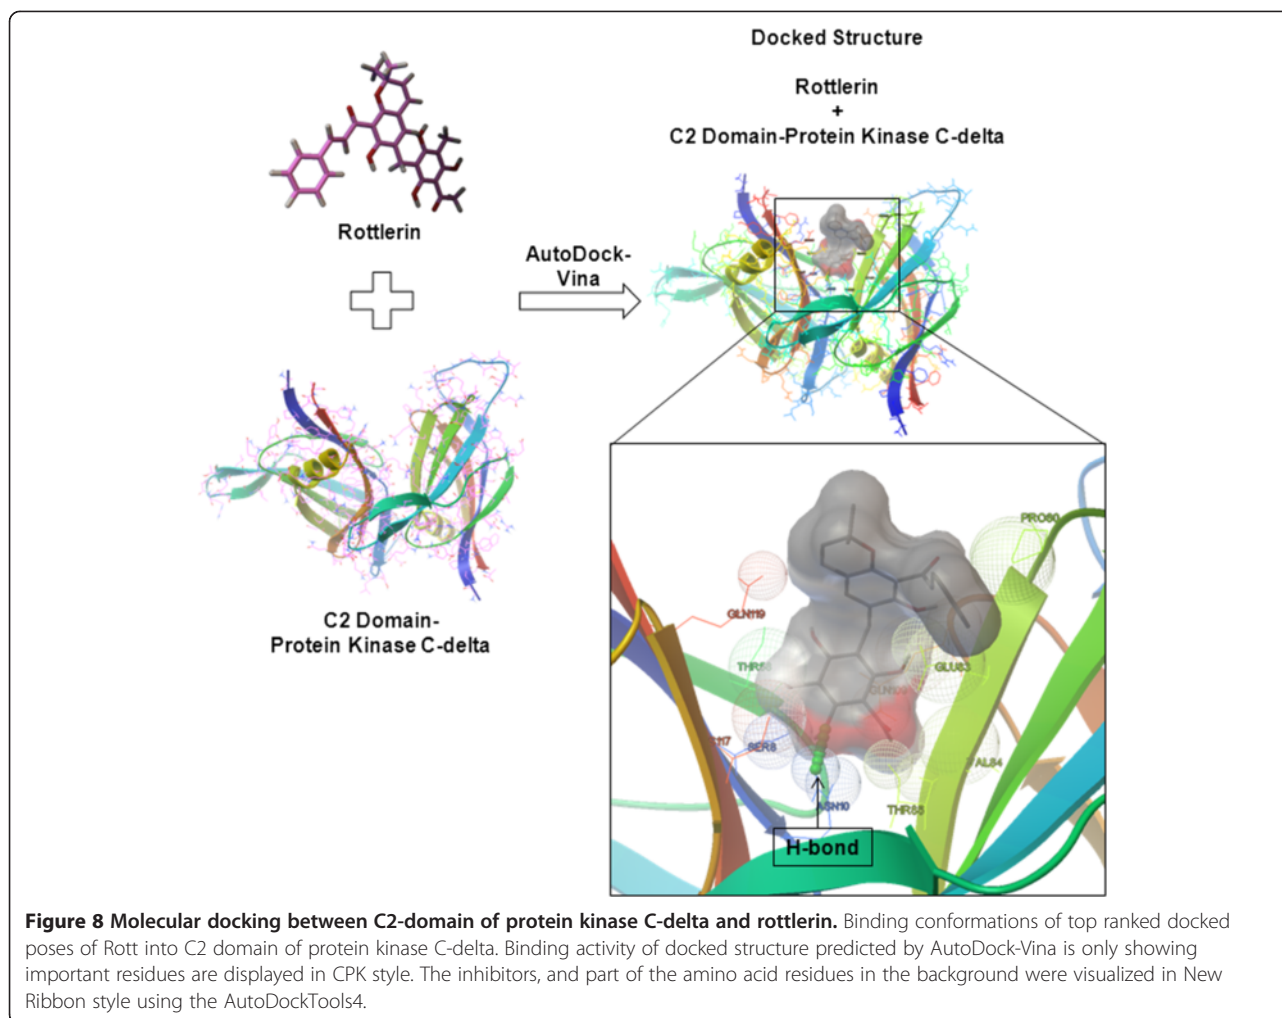 Docked Structure
Rottlerin
+
C2 Domain-Protein Kinase C-delta
Rottlerin
AutoDock-
Vina
C2 Domain-
Protein Kinase C-delta
PRO60
GLN119
GLU83
SER8
ASN10
H-bond
Figure 8 Molecular docking between C2-domain of protein kinase C-delta and rottlerin. Binding conformations of top ranked docked
poses of Rott into C2 domain of protein kinase C-delta. Binding activity of docked structure predicted by AutoDock-Vina is only showing
important residues are displayed in CPK style. The inhibitors, and part of the amino acid residues in the background were visualized in New
Ribbon style using the AutoDockTools4.